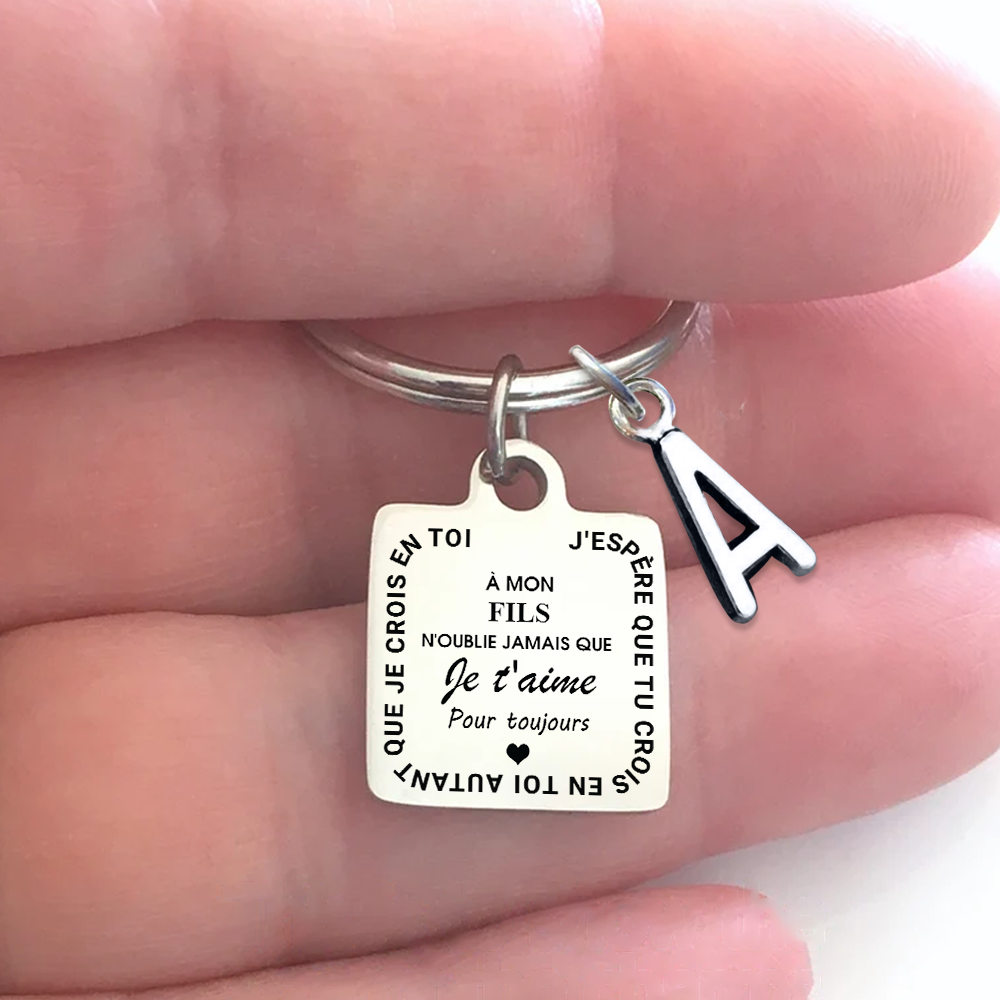 J'ESPÈRE QUE TU CROIS EN TOI AUTANT QUE JE CROIS EN TOI
À MON
FILS
N'OUBLIE JAMAIS QUE
Je t'aime
Pour toujours
A